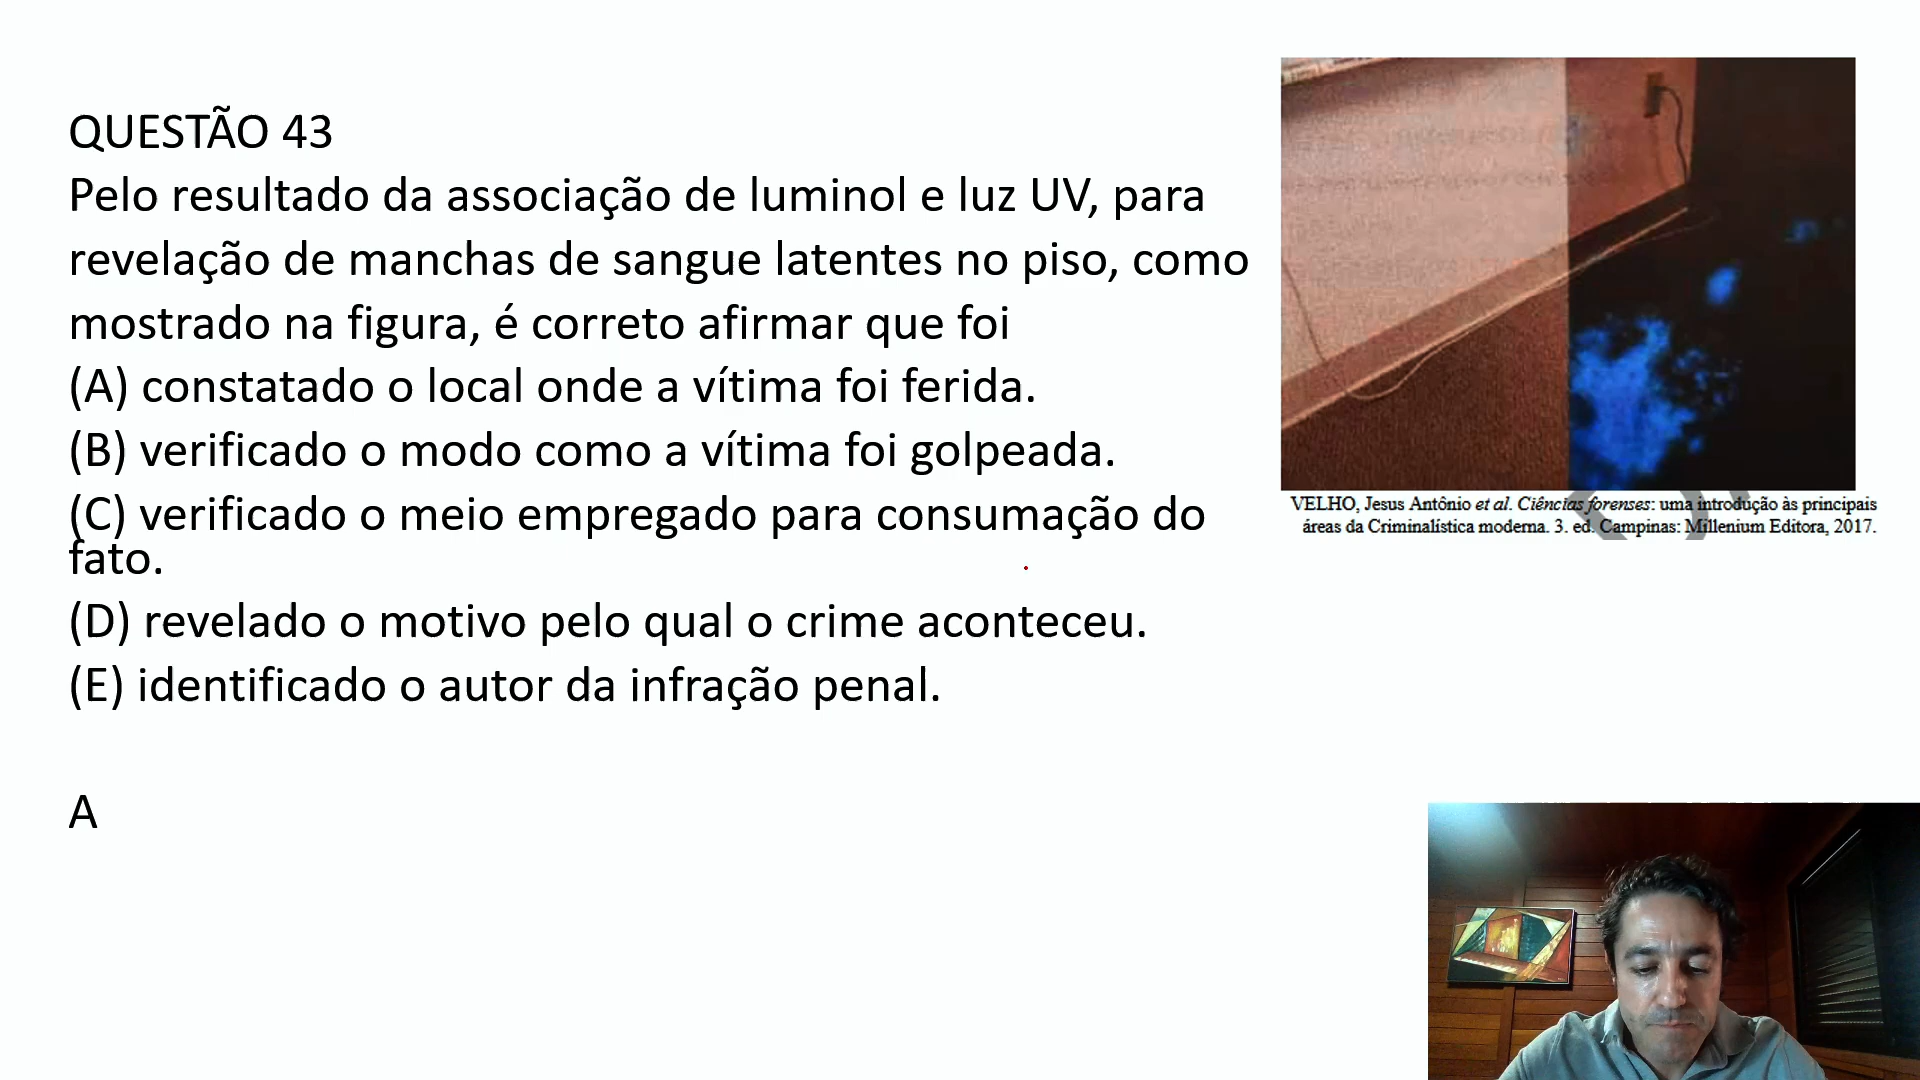 QUESTÃO 43
Pelo resultado da associação de luminol e luz UV, para
revelação de manchas de sangue latentes no piso, como
mostrado na figura, é correto afirmar que foi
(A) constatado o local onde a vítima foi ferida.
(B) verificado o modo como a vítima foi golpeada.
(C) verificado o meio empregado para consumação do
fato.
(D) revelado o motivo pelo qual o crime aconteceu.
(E) identificado o autor da infração penal.
A
VELHO, Jesus Antônio et al. Ciências forenses: uma introdução às principais
áreas da Criminalística moderna. 3. ed. Campinas: Millenium Editora, 2017.